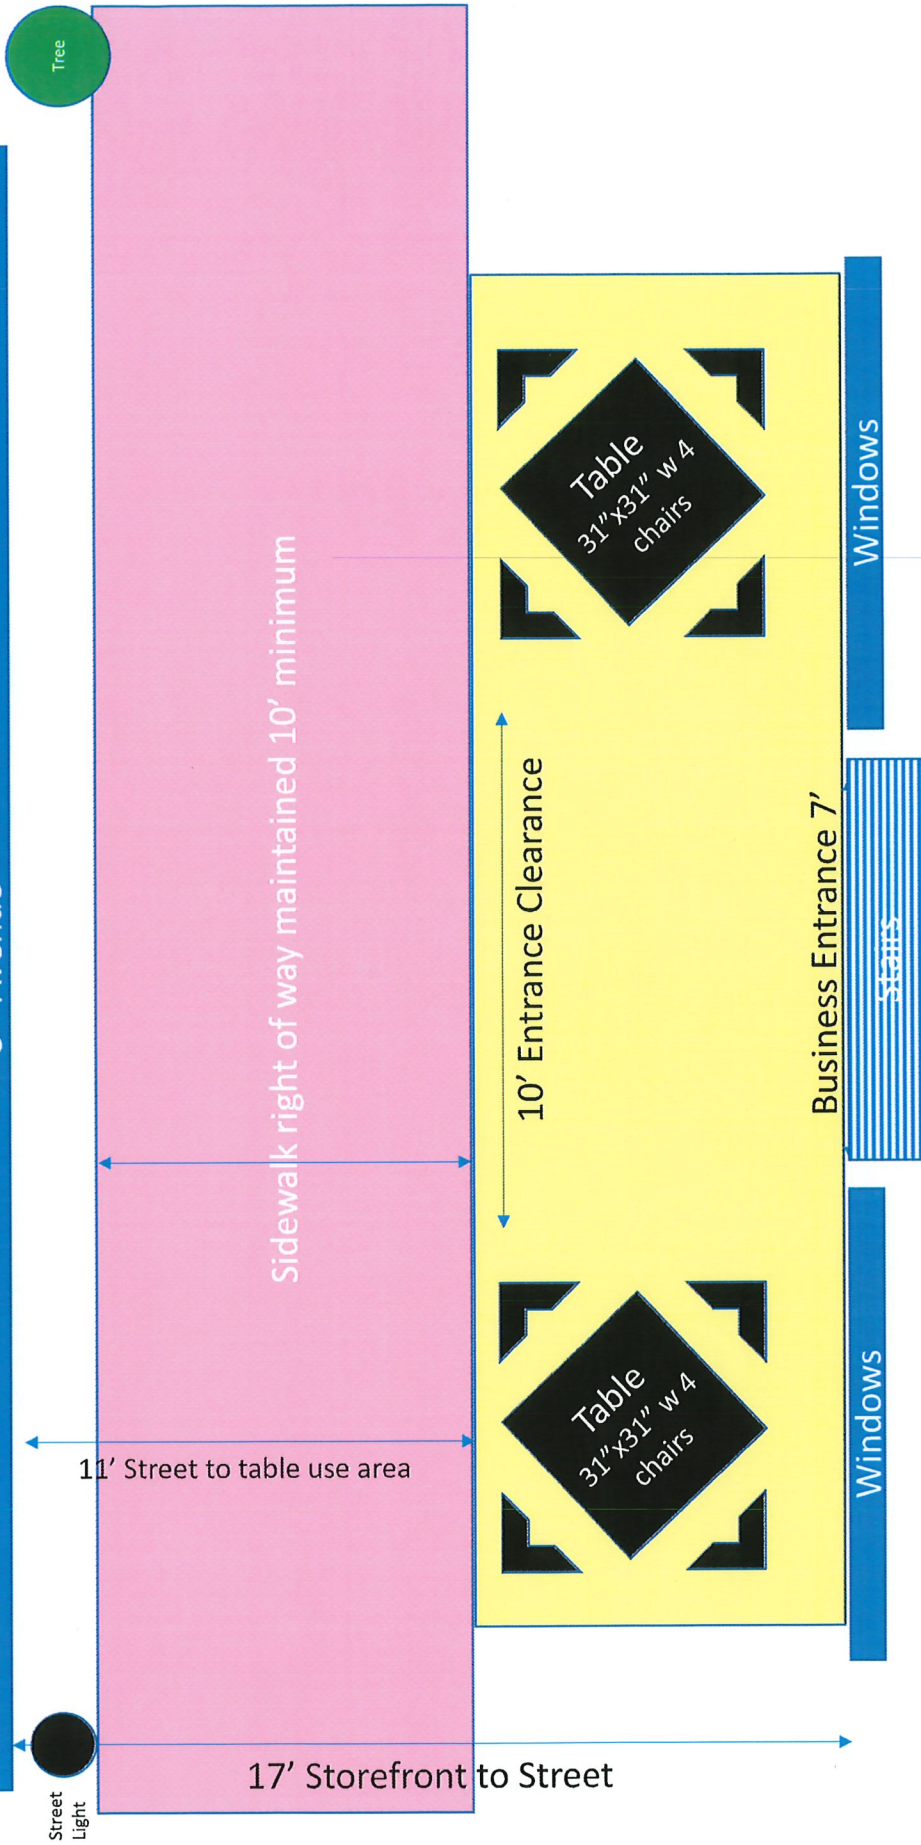 Tree
Sidewalk right of way maintained 10' minimum
Table
31"x31" w 4
chairs
Windows
10' Entrance Clearance
Business Entrance 7'
Stairs
11' Street to table use area
Table
31"x31" w 4
chairs
Windows
Street
Light
17' Storefront to Street